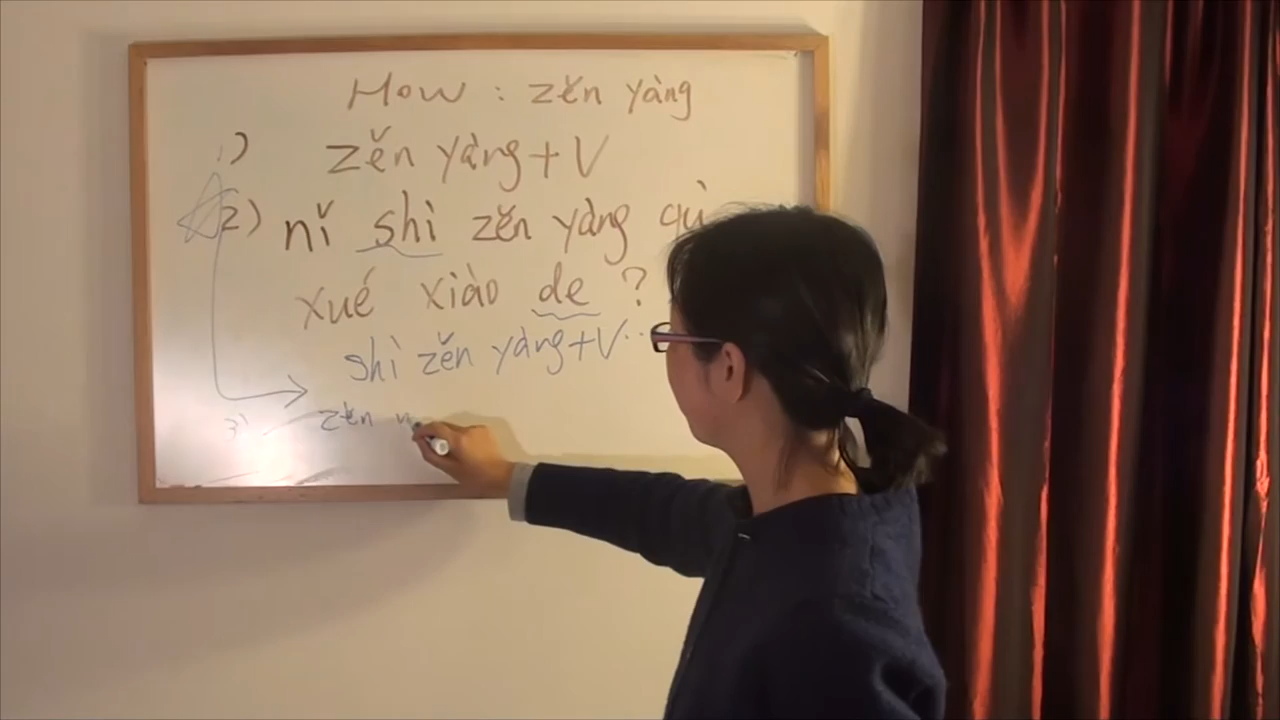 How : zěn yàng
1) zěn yàng + V
2) nǐ shì zěn yàng qù
xué xiào de ?
shì zěn yàng + V...
3) zěn